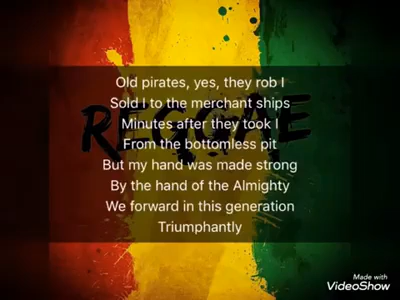 REGGAE
Old pirates, yes, they rob I
Sold I to the merchant ships
Minutes after they took I
From the bottomless pit
But my hand was made strong
By the hand of the Almighty
We forward in this generation
Triumphantly
Made with
VideoShow